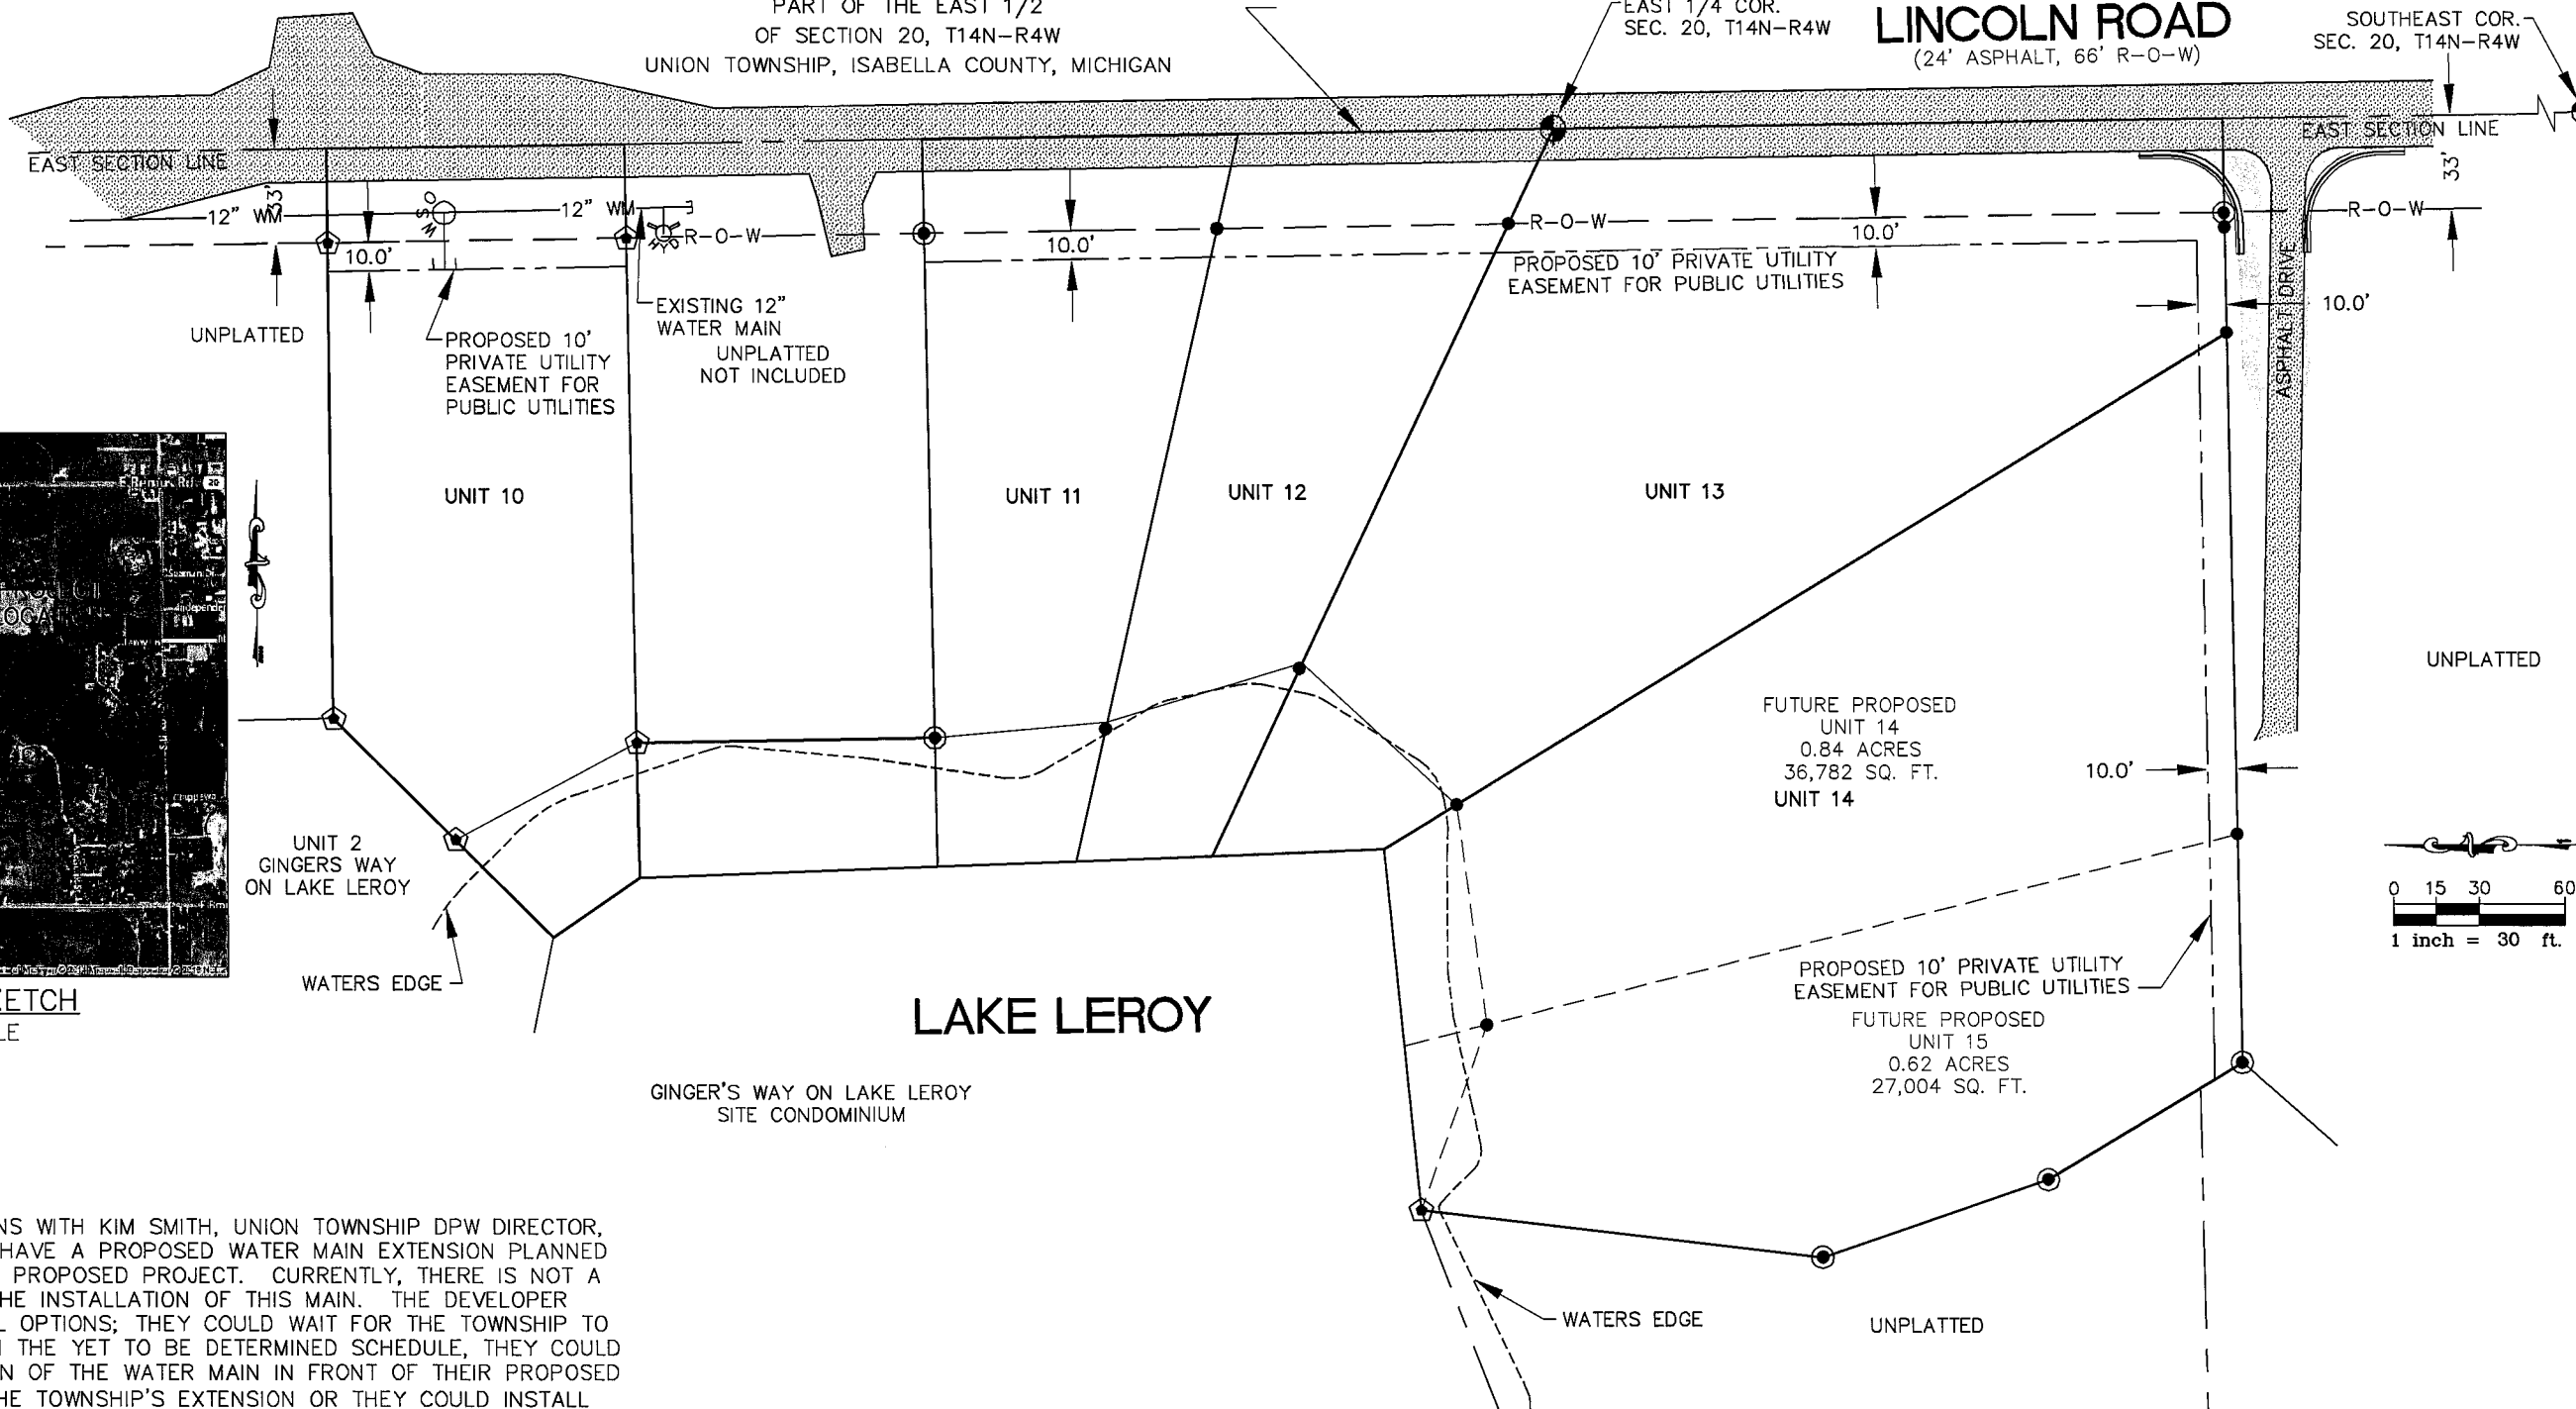 PART OF THE EAST 1/2
OF SECTION 20, T14N-R4W
UNION TOWNSHIP, ISABELLA COUNTY, MICHIGAN
EAST 1/4 COR.
SEC. 20, T14N-R4W
LINCOLN ROAD
(24' ASPHALT, 66' R-O-W)
SOUTHEAST COR.
SEC. 20, T14N-R4W
EAST SECTION LINE
EAST SECTION LINE
33'
33'
12" WM
12" WM
SO
W
HYD
R-O-W
R-O-W
R-O-W
10.0'
10.0'
10.0'
10.0'
PROPOSED 10' PRIVATE UTILITY
EASEMENT FOR PUBLIC UTILITIES
ASPHALT DRIVE
UNPLATTED
PROPOSED 10'
PRIVATE UTILITY
EASEMENT FOR
PUBLIC UTILITIES
EXISTING 12"
WATER MAIN
UNPLATTED
NOT INCLUDED
UNIT 10
UNIT 11
UNIT 12
UNIT 13
E Remus Rd
20
LOCA
UNPLATTED
FUTURE PROPOSED
UNIT 14
0.84 ACRES
36,782 SQ. FT.
UNIT 14
10.0'
UNIT 2
GINGERS WAY
ON LAKE LEROY
WATERS EDGE
0 15 30 60
1 inch = 30 ft.
PROPOSED 10' PRIVATE UTILITY
EASEMENT FOR PUBLIC UTILITIES
FUTURE PROPOSED
UNIT 15
0.62 ACRES
27,004 SQ. FT.
LAKE LEROY
GINGER'S WAY ON LAKE LEROY
SITE CONDOMINIUM
ETCH
LE
WATERS EDGE
UNPLATTED
NS WITH KIM SMITH, UNION TOWNSHIP DPW DIRECTOR,
HAVE A PROPOSED WATER MAIN EXTENSION PLANNED
PROPOSED PROJECT. CURRENTLY, THERE IS NOT A
HE INSTALLATION OF THIS MAIN. THE DEVELOPER
L OPTIONS; THEY COULD WAIT FOR THE TOWNSHIP TO
THE YET TO BE DETERMINED SCHEDULE, THEY COULD
N OF THE WATER MAIN IN FRONT OF THEIR PROPOSED
HE TOWNSHIP'S EXTENSION OR THEY COULD INSTALL